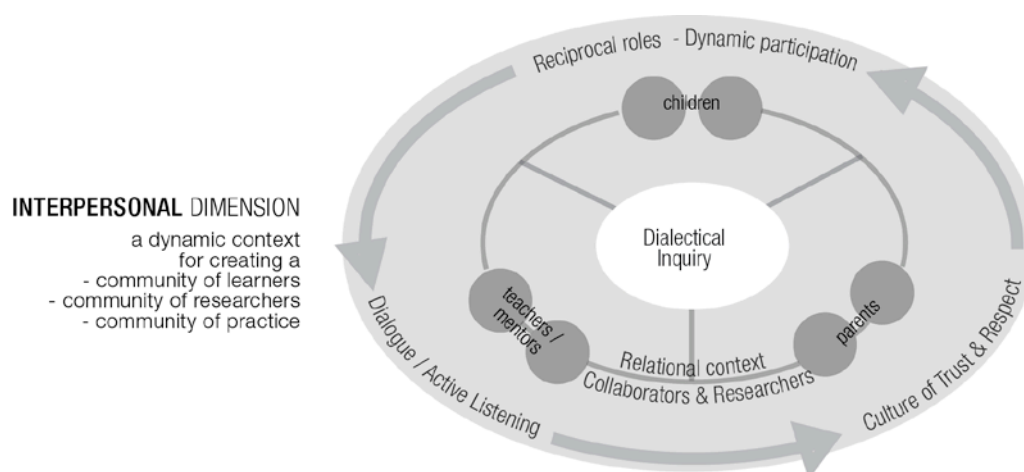 INTERPERSONAL DIMENSION
a dynamic context
for creating a
- community of learners
- community of researchers
- community of practice
Reciprocal roles - Dynamic participation
children
Dialectical
Inquiry
teachers /
mentors
parents
Relational context
Collaborators & Researchers
Dialogue / Active Listening
Culture of Trust & Respect